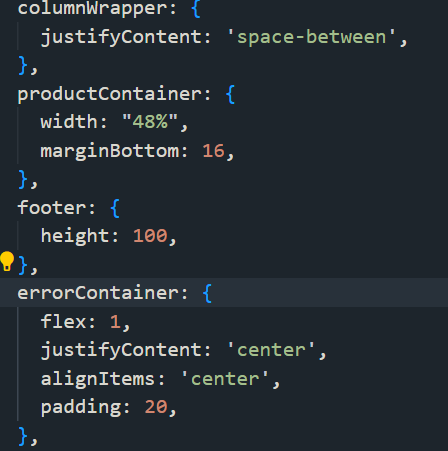 columnWrapper: {
justifyContent: 'space-between',
},
productContainer: {
width: "48%",
marginBottom: 16,
},
footer: {
height: 100,
},
errorContainer: {
flex: 1,
justifyContent: 'center',
alignItems: 'center',
padding: 20,
},